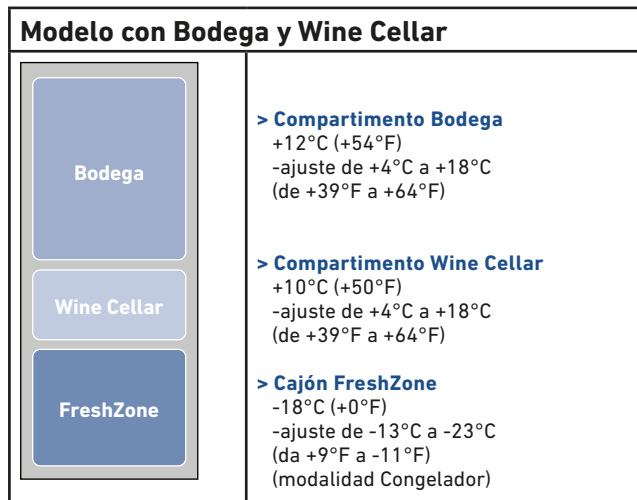 Modelo con Bodega y Wine Cellar
Bodega
Wine Cellar
FreshZone
> Compartimento Bodega
+12°C (+54°F)
-ajuste de +4°C a +18°C
(de +39°F a +64°F)
> Compartimento Wine Cellar
+10°C (+50°F)
-ajuste de +4°C a +18°C
(de +39°F a +64°F)
> Cajón FreshZone
-18°C (+0°F)
-ajuste de -13°C a -23°C
(da +9°F a -11°F)
(modalidad Congelador)